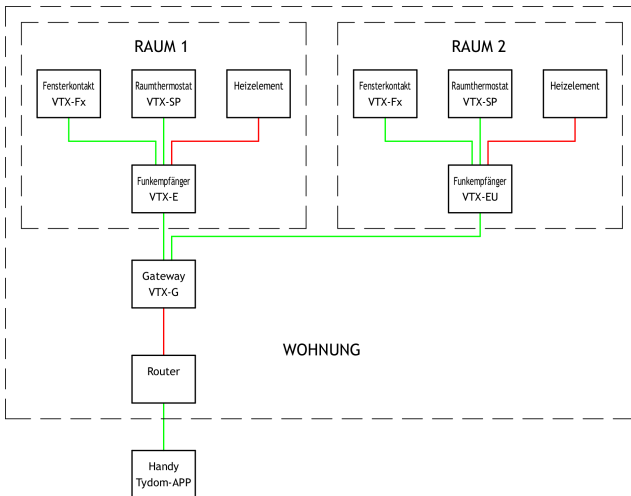 RAUM 1
RAUM 2
Fensterkontakt
VTX-Fx
Raumthermostat
VTX-SP
Heizelement
Fensterkontakt
VTX-Fx
Raumthermostat
VTX-SP
Heizelement
Funkempfänger
VTX-E
Funkempfänger
VTX-EU
Gateway
VTX-G
WOHNUNG
Router
Handy
Tydom-APP